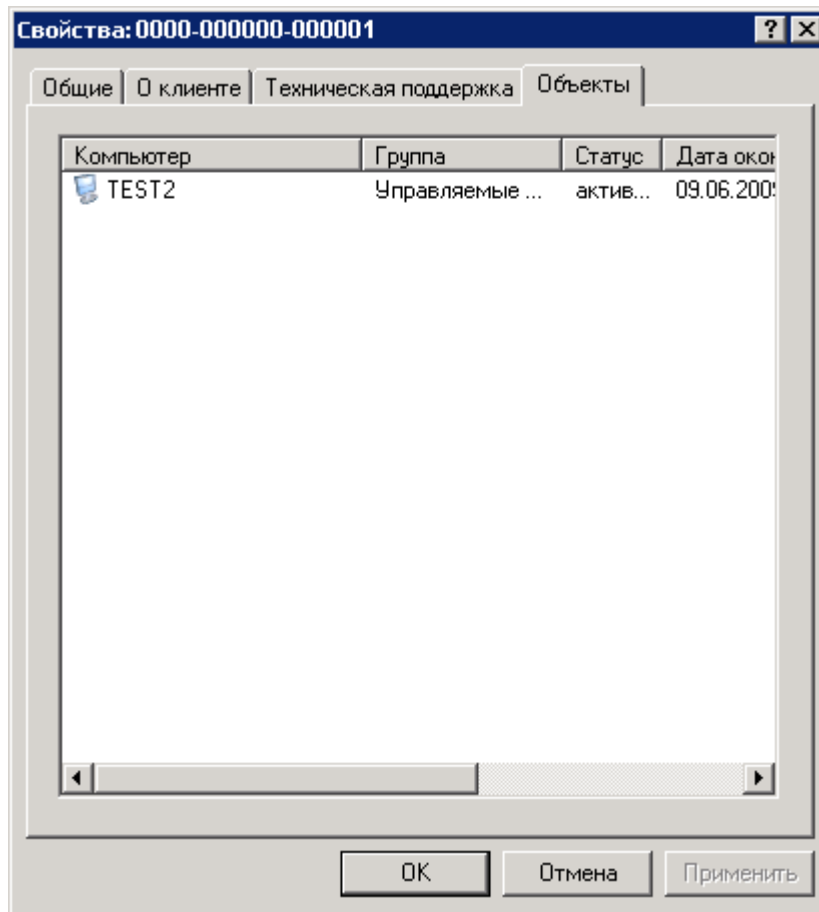 Свойства: 0000-000000-000001
Общие О клиенте Техническая поддержка Объекты
Компьютер Группа Статус Дата окон
TEST2 Управляемые ... актив... 09.06.2009
OK Отмена Применить